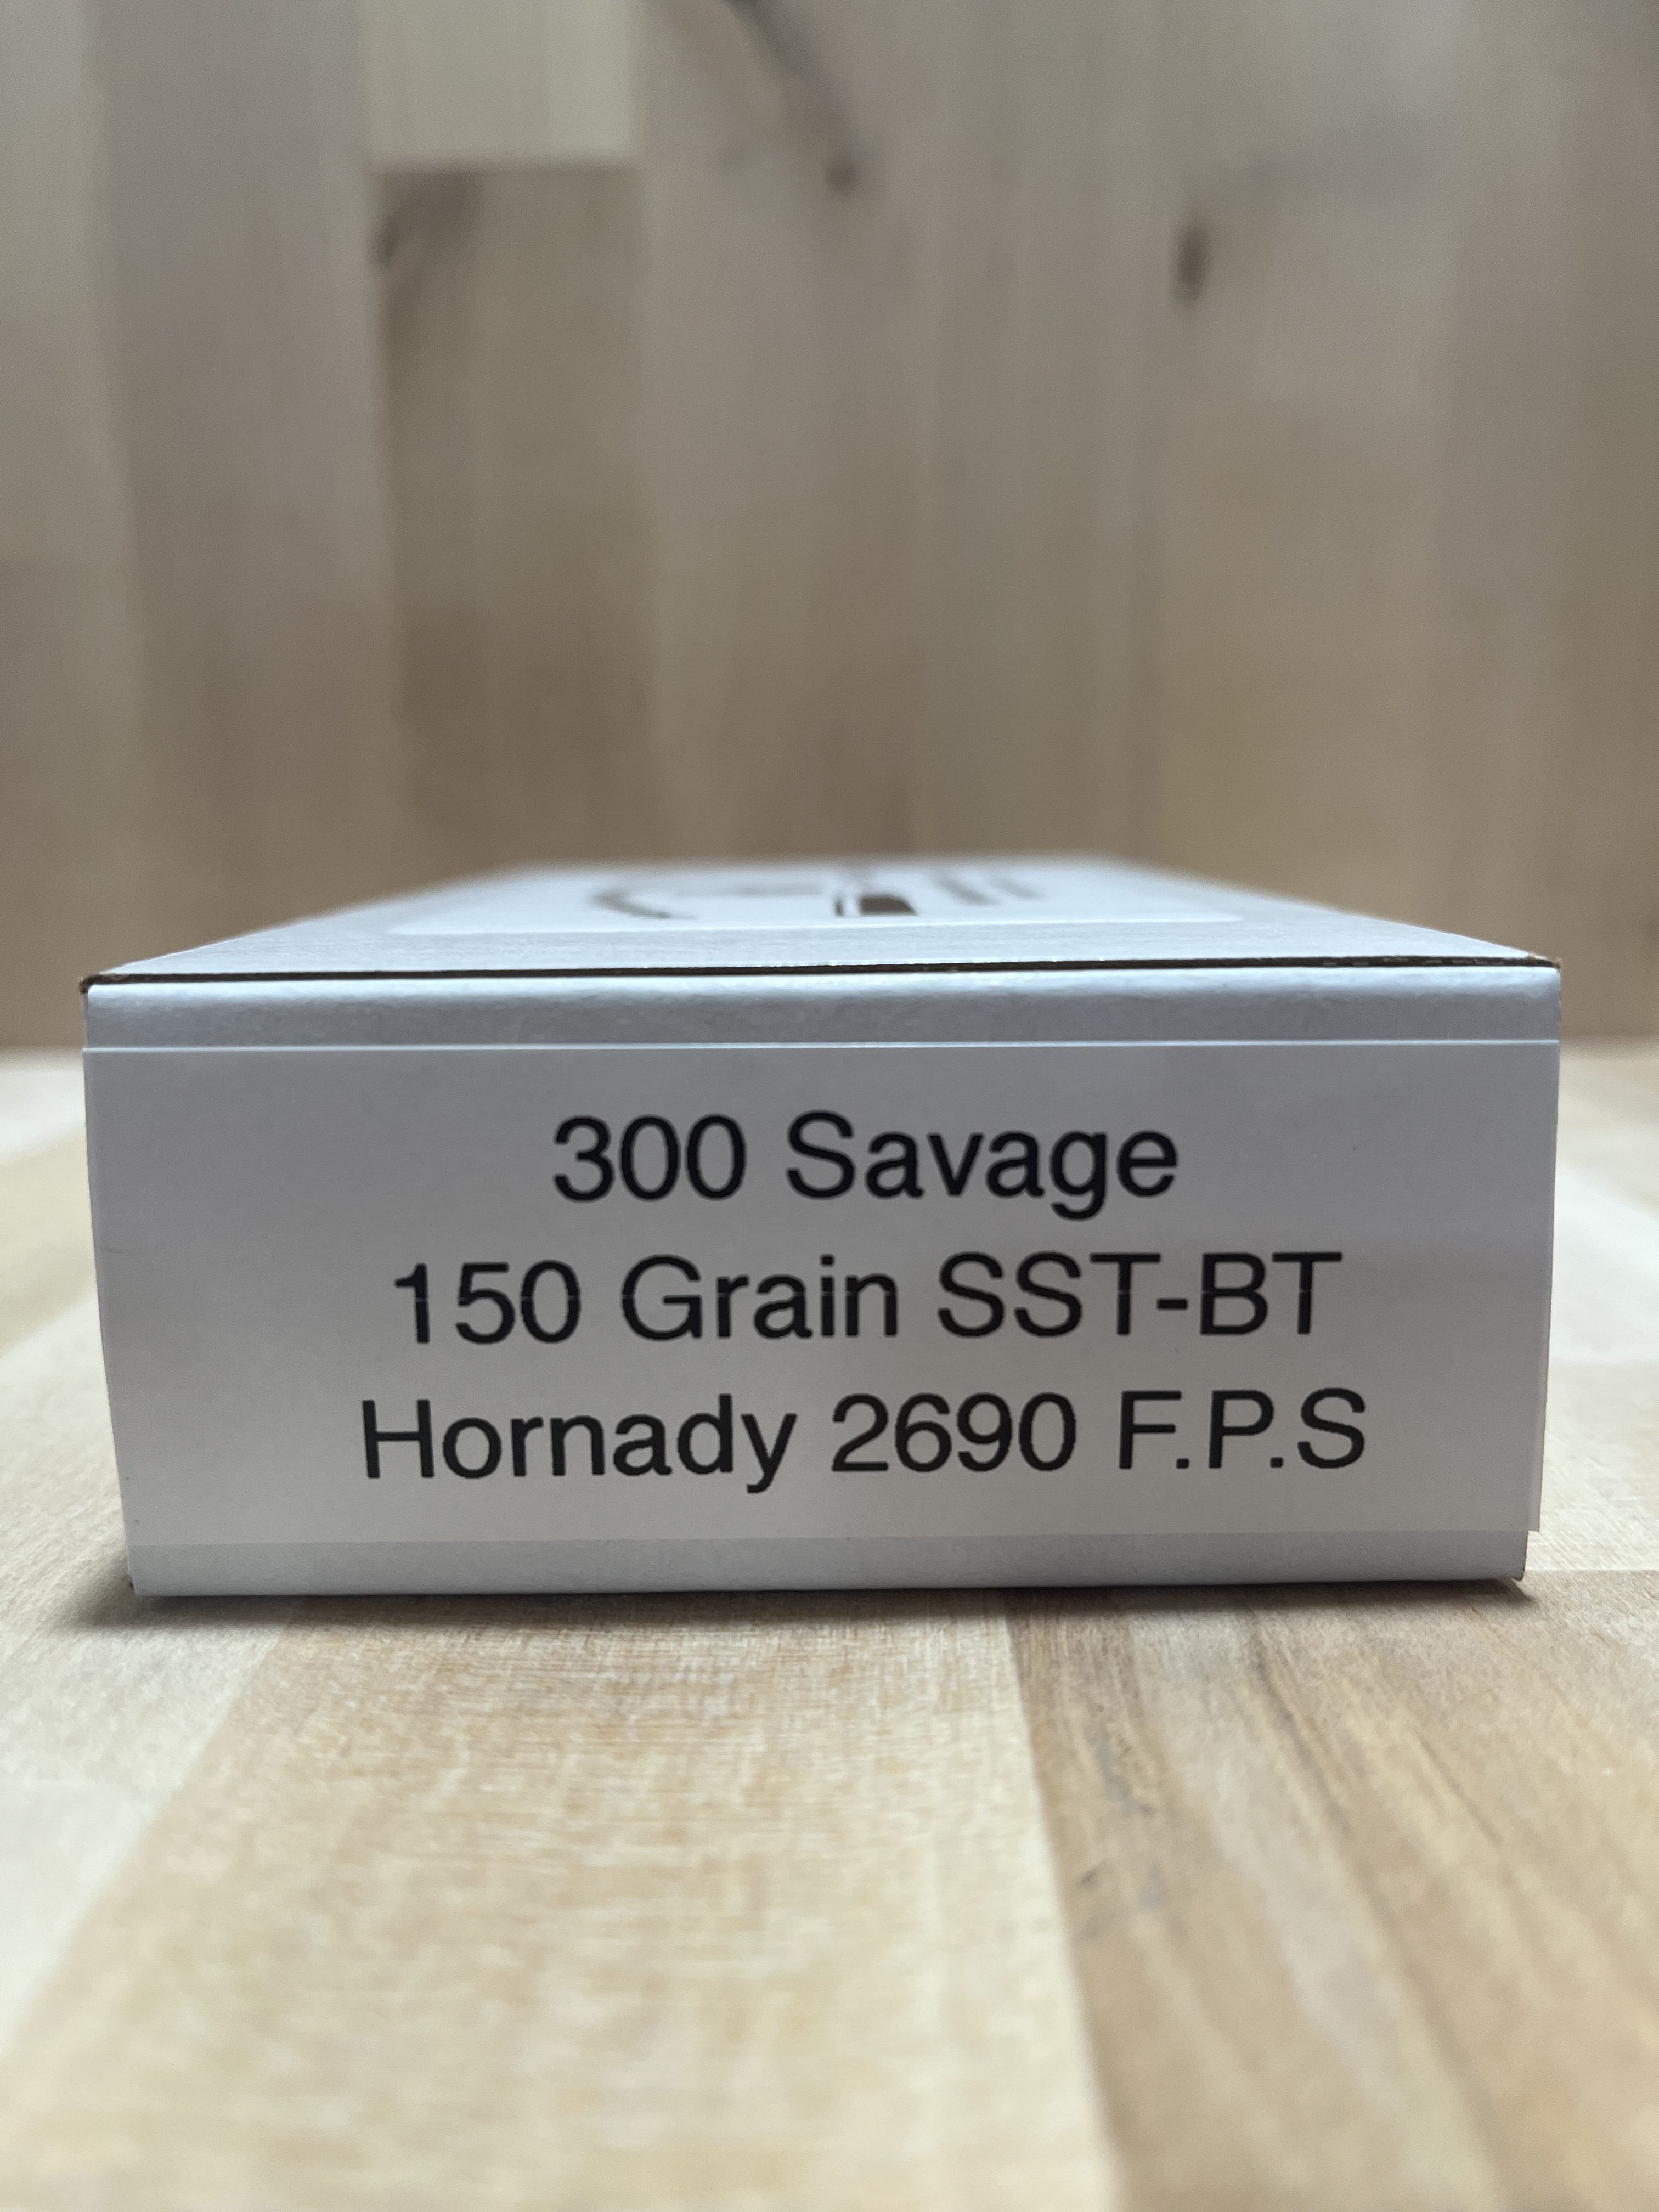 300 Savage
150 Grain SST-BT
Hornady 2690 F.P.S